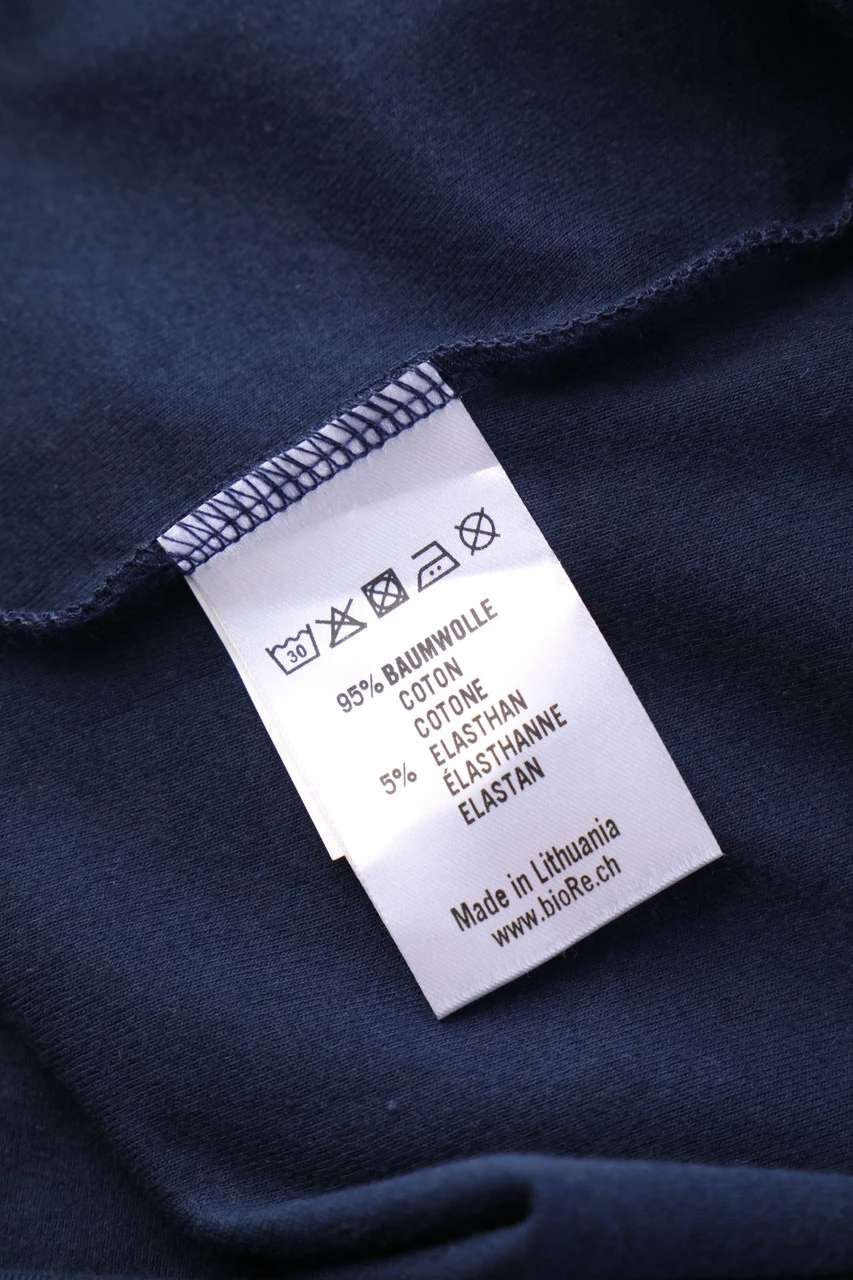 30
95% BAUMWOLLE
COTON
COTONE
5% ELASTHAN
ÉLASTHANNE
ELASTAN
Made in Lithuania
www.bioRe.ch